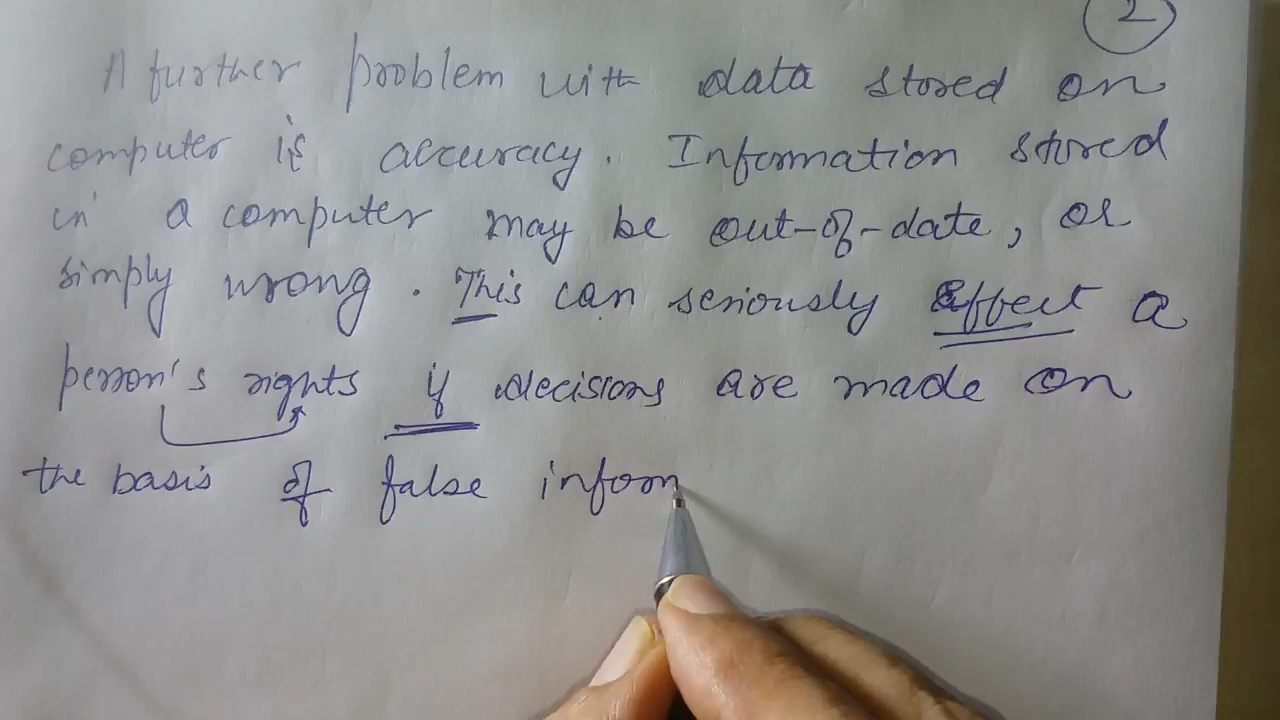 2
A further problem with data stored on
computer is accuracy. Information stored
in a computer may be out-of-date, or
simply wrong. This can seriously effect a
person's rights if decisions are made on
the basis of false inform